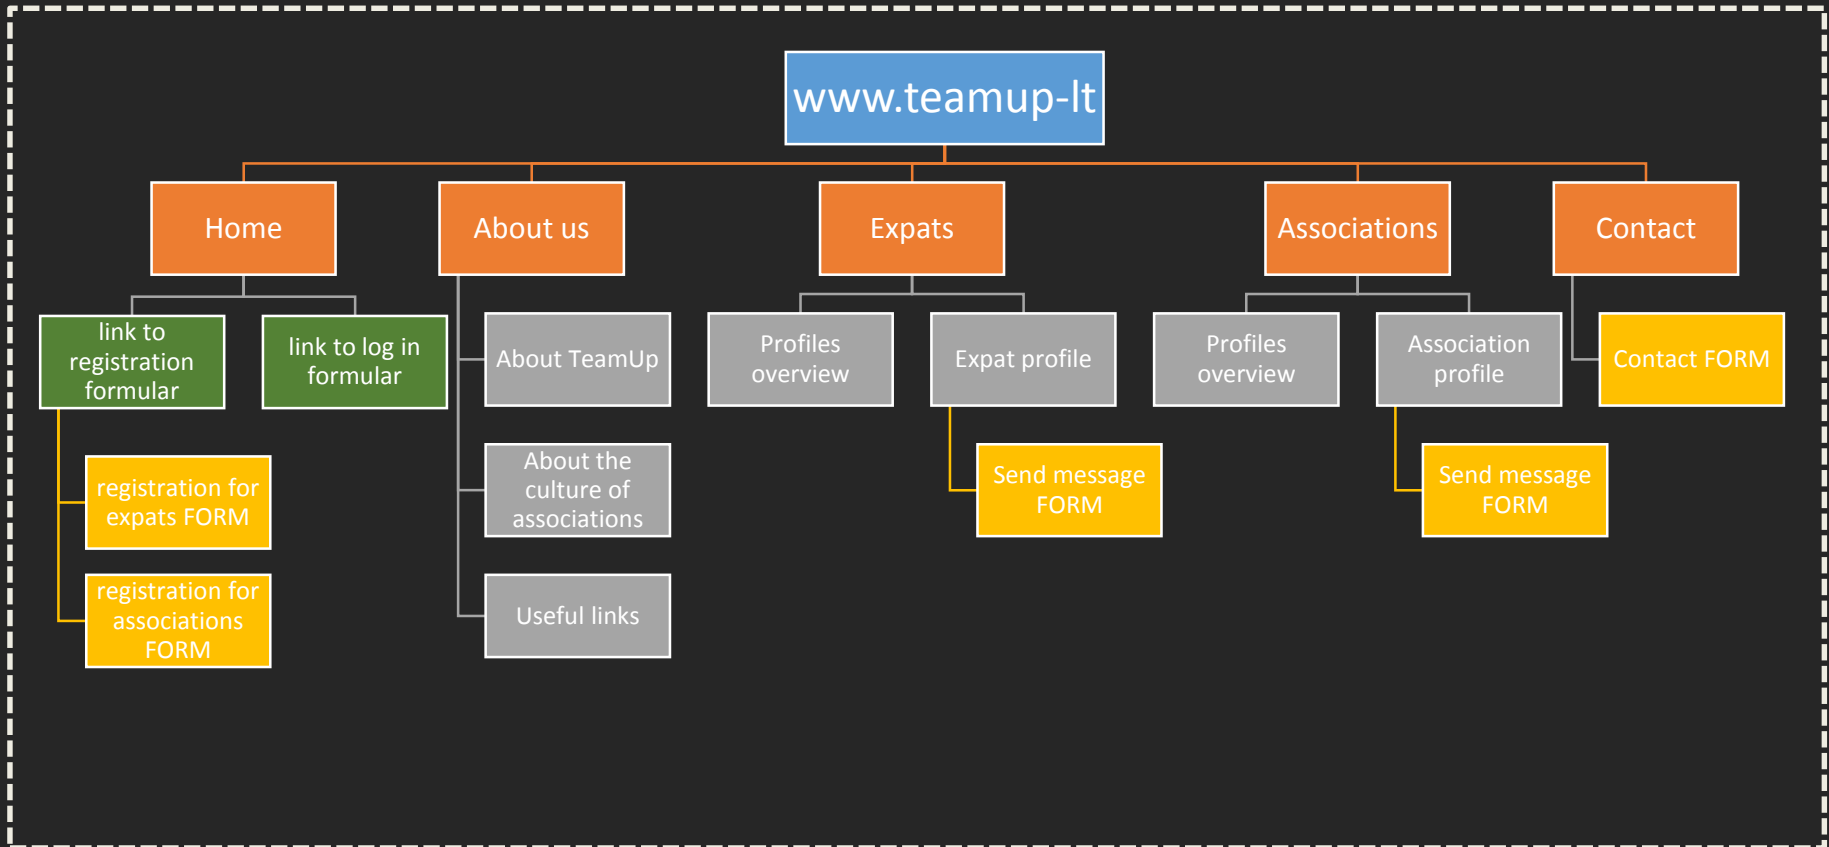 www.teamup-lt
Home
About us
Expats
Associations
Contact
link to
registration
formular
link to log in
formular
About TeamUp
Profiles
overview
Expat profile
Profiles
overview
Association
profile
Contact FORM
registration for
expats FORM
About the
culture of
associations
Send message
FORM
Send message
FORM
registration for
associations
FORM
Useful links